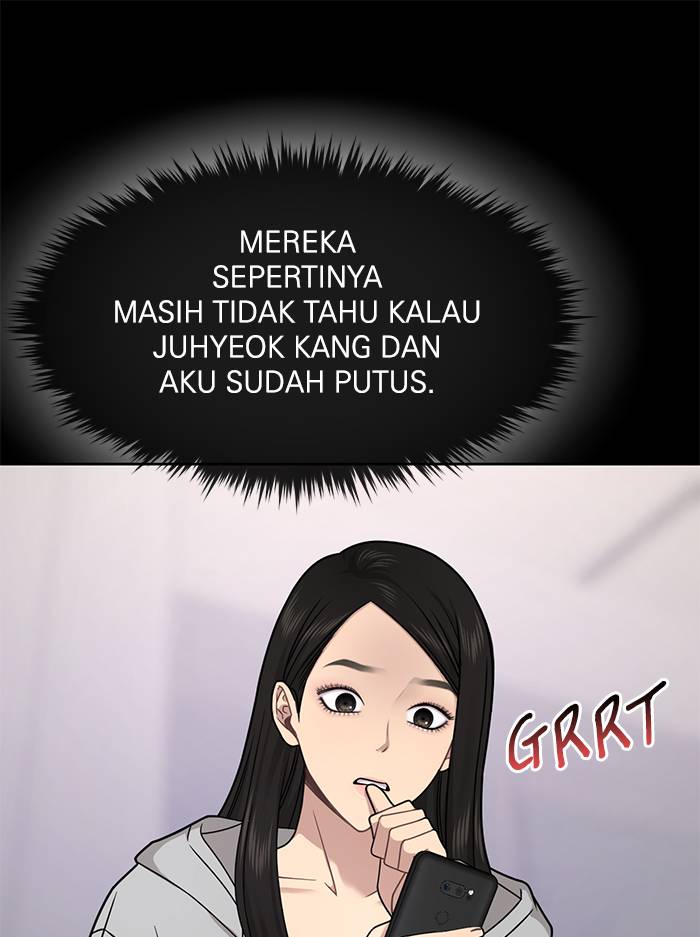 MEREKA
SEPERTINYA
MASIH TIDAK TAHU KALAU
JUHYEOK KANG DAN
AKU SUDAH PUTUS.
GRRT